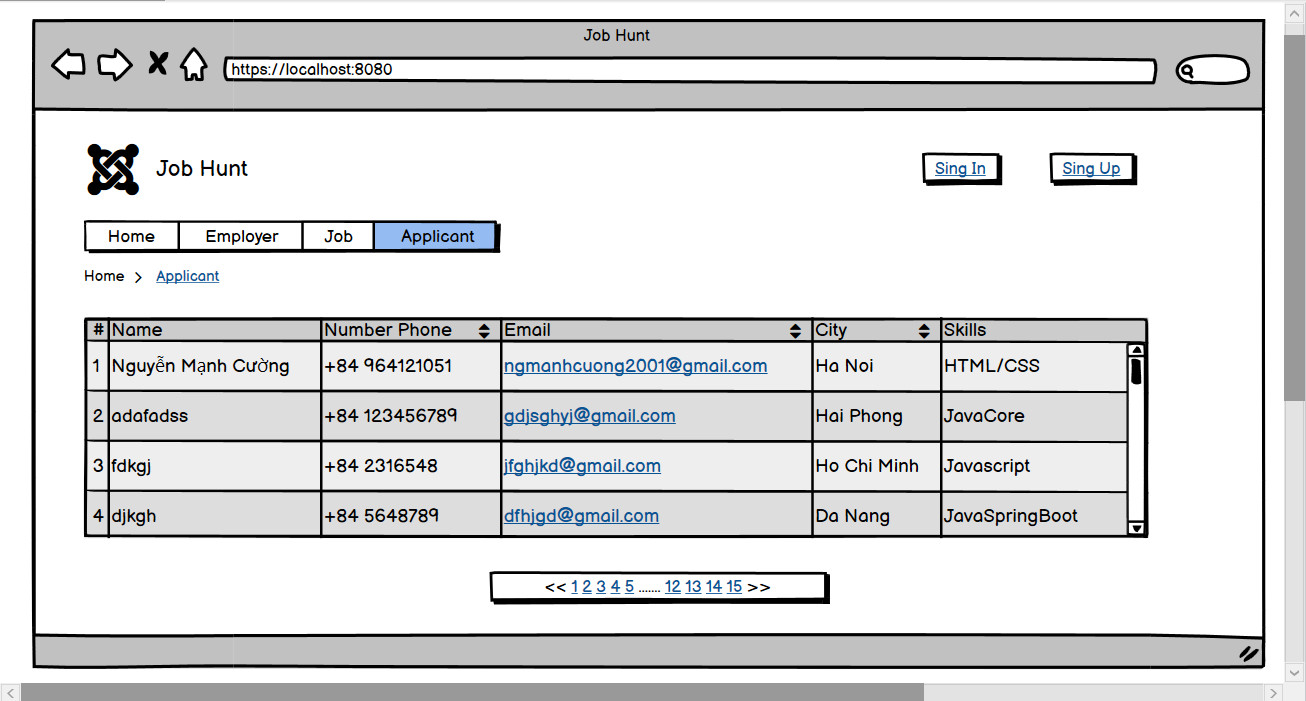 Job Hunt
https://localhost:8080
Job Hunt
Sing In
Sing Up
Home Employer Job Applicant
Home > Applicant
# Name Number Phone Email City Skills
1 Nguyễn Mạnh Cường +84 964121051 ngmanhcuong2001@gmail.com Ha Noi HTML/CSS
2 adafadss +84 123456789 gdjsghyj@gmail.com Hai Phong JavaCore
3 fdkgj +84 2316548 jfghjkd@gmail.com Ho Chi Minh Javascript
4 djkgh +84 5648789 dfhjgd@gmail.com Da Nang JavaSpringBoot
<< 1 2 3 4 5 ....... 12 13 14 15 >>